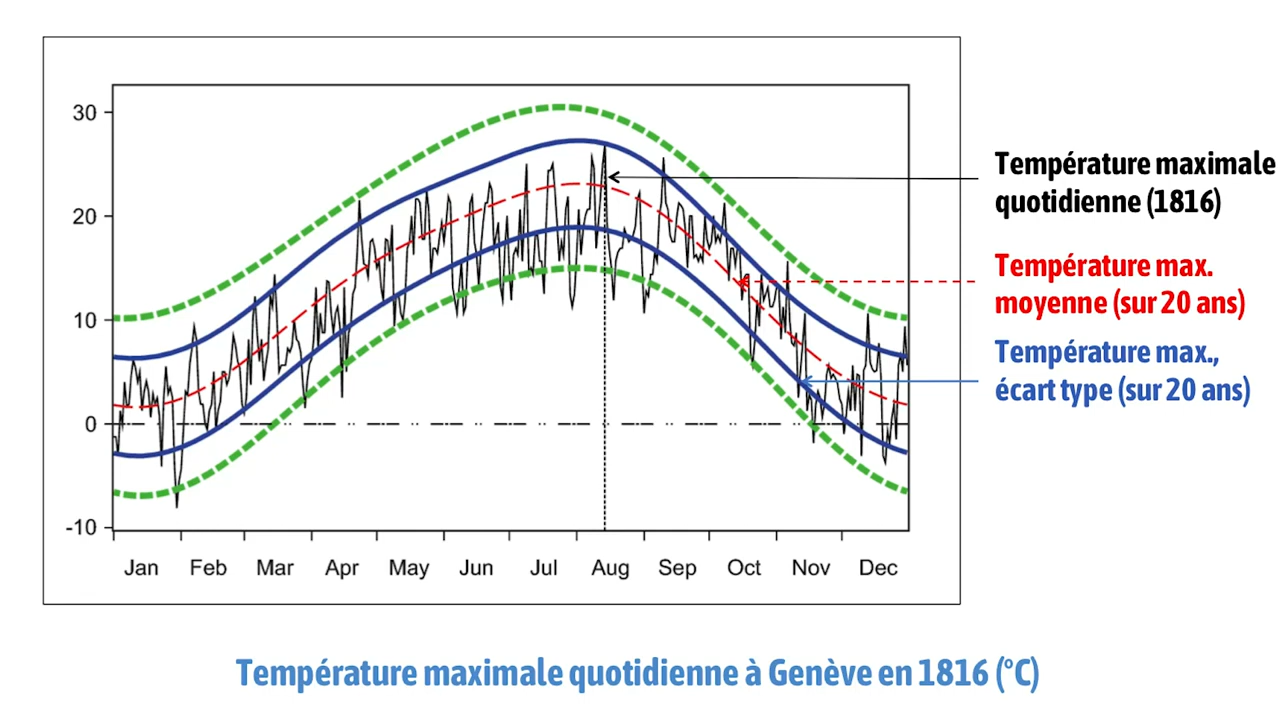 30
20
10
0
-10
Jan Feb Mar Apr May Jun Jul Aug Sep Oct Nov Dec
Température maximale
quotidienne (1816)
Température max.
moyenne (sur 20 ans)
Température max.,
écart type (sur 20 ans)
Température maximale quotidienne à Genève en 1816 (°C)